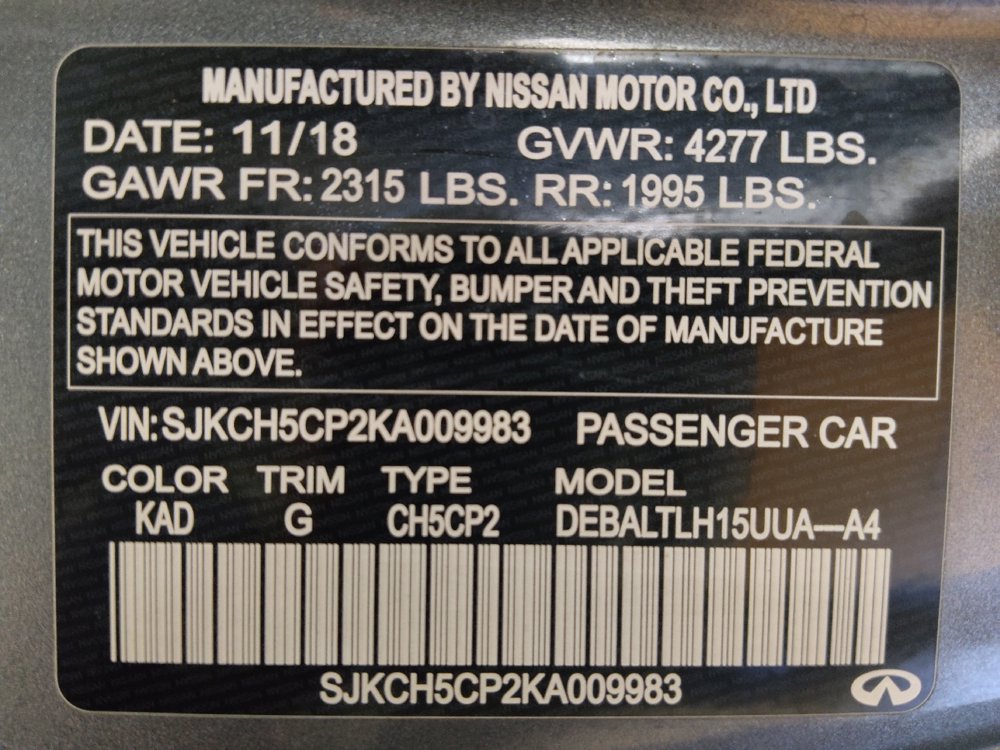 MANUFACTURED BY NISSAN MOTOR CO., LTD
DATE: 11/18 GVWR: 4277 LBS.
GAWR FR: 2315 LBS. RR: 1995 LBS.
THIS VEHICLE CONFORMS TO ALL APPLICABLE FEDERAL
MOTOR VEHICLE SAFETY, BUMPER AND THEFT PREVENTION
STANDARDS IN EFFECT ON THE DATE OF MANUFACTURE
SHOWN ABOVE.
VIN: SJKCH5CP2KA009983 PASSENGER CAR
COLOR TRIM TYPE MODEL
KAD G CH5CP2 DEBALTLH15UUA—A4
SJKCH5CP2KA009983